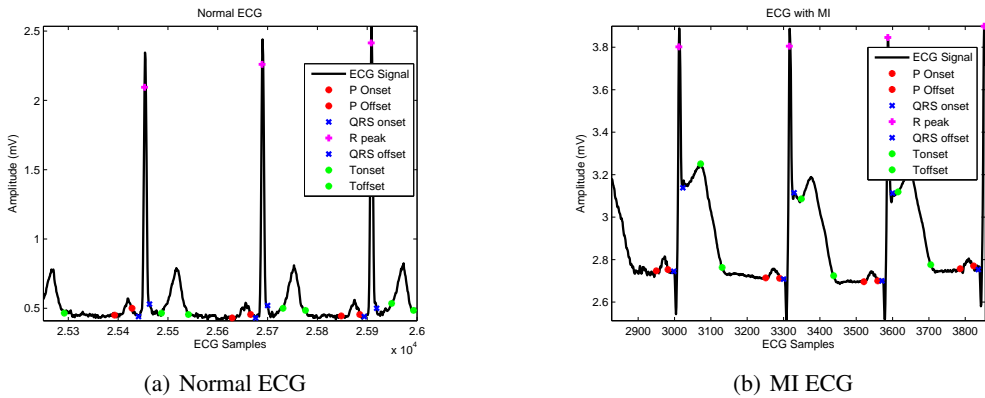 Normal ECG
2.5
2
1.5
1
0.5
Amplitude (mV)
ECG Signal
P Onset
P Offset
QRS onset
R peak
QRS offset
Tonset
Toffset
2.53 2.54 2.55 2.56 2.57 2.58 2.59 2.6
ECG Samples
x 10^4
(a) Normal ECG
ECG with MI
3.8
3.6
3.4
3.2
3
2.8
2.6
Amplitude (mV)
ECG Signal
P Onset
P Offset
QRS onset
R peak
QRS offset
Tonset
Toffset
2900 3000 3100 3200 3300 3400 3500 3600 3700 3800
ECG Samples
(b) MI ECG